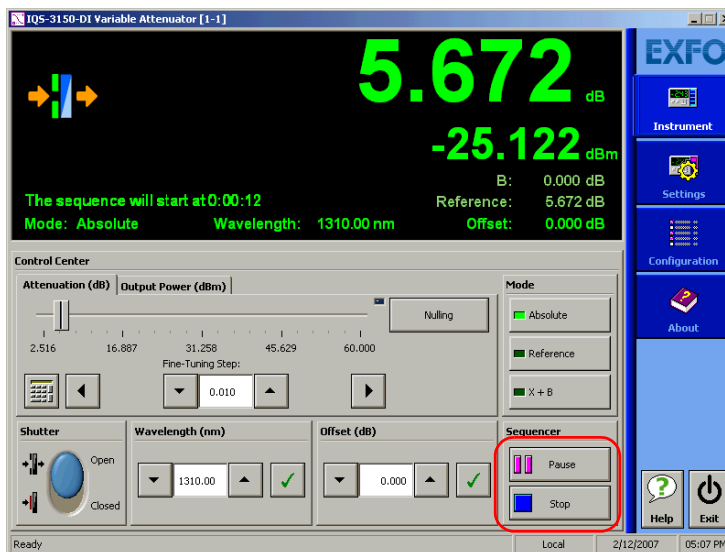 IQS-3150-DI Variable Attenuator [1-1]
EXFO
5.672 dB
-25.122 dBm
B: 0.000 dB
The sequence will start at0:00:12
Reference: 5.672 dB
Mode: Absolute Wavelength: 1310.00 nm Offset: 0.000 dB
Instrument
Settings
Configuration
About
Control Center
Attenuation (dB) Output Power (dBm)
Nulling
2.516 16.887 31.258 45.629 60.000
Fine-Tuning Step:
0.010
Mode
Absolute
Reference
X + B
Shutter
Open
Closed
Wavelength (nm)
1310.00
Offset (dB)
0.000
Sequencer
Pause
Stop
Help Exit
Ready Local 2/12/2007 05:07 PM